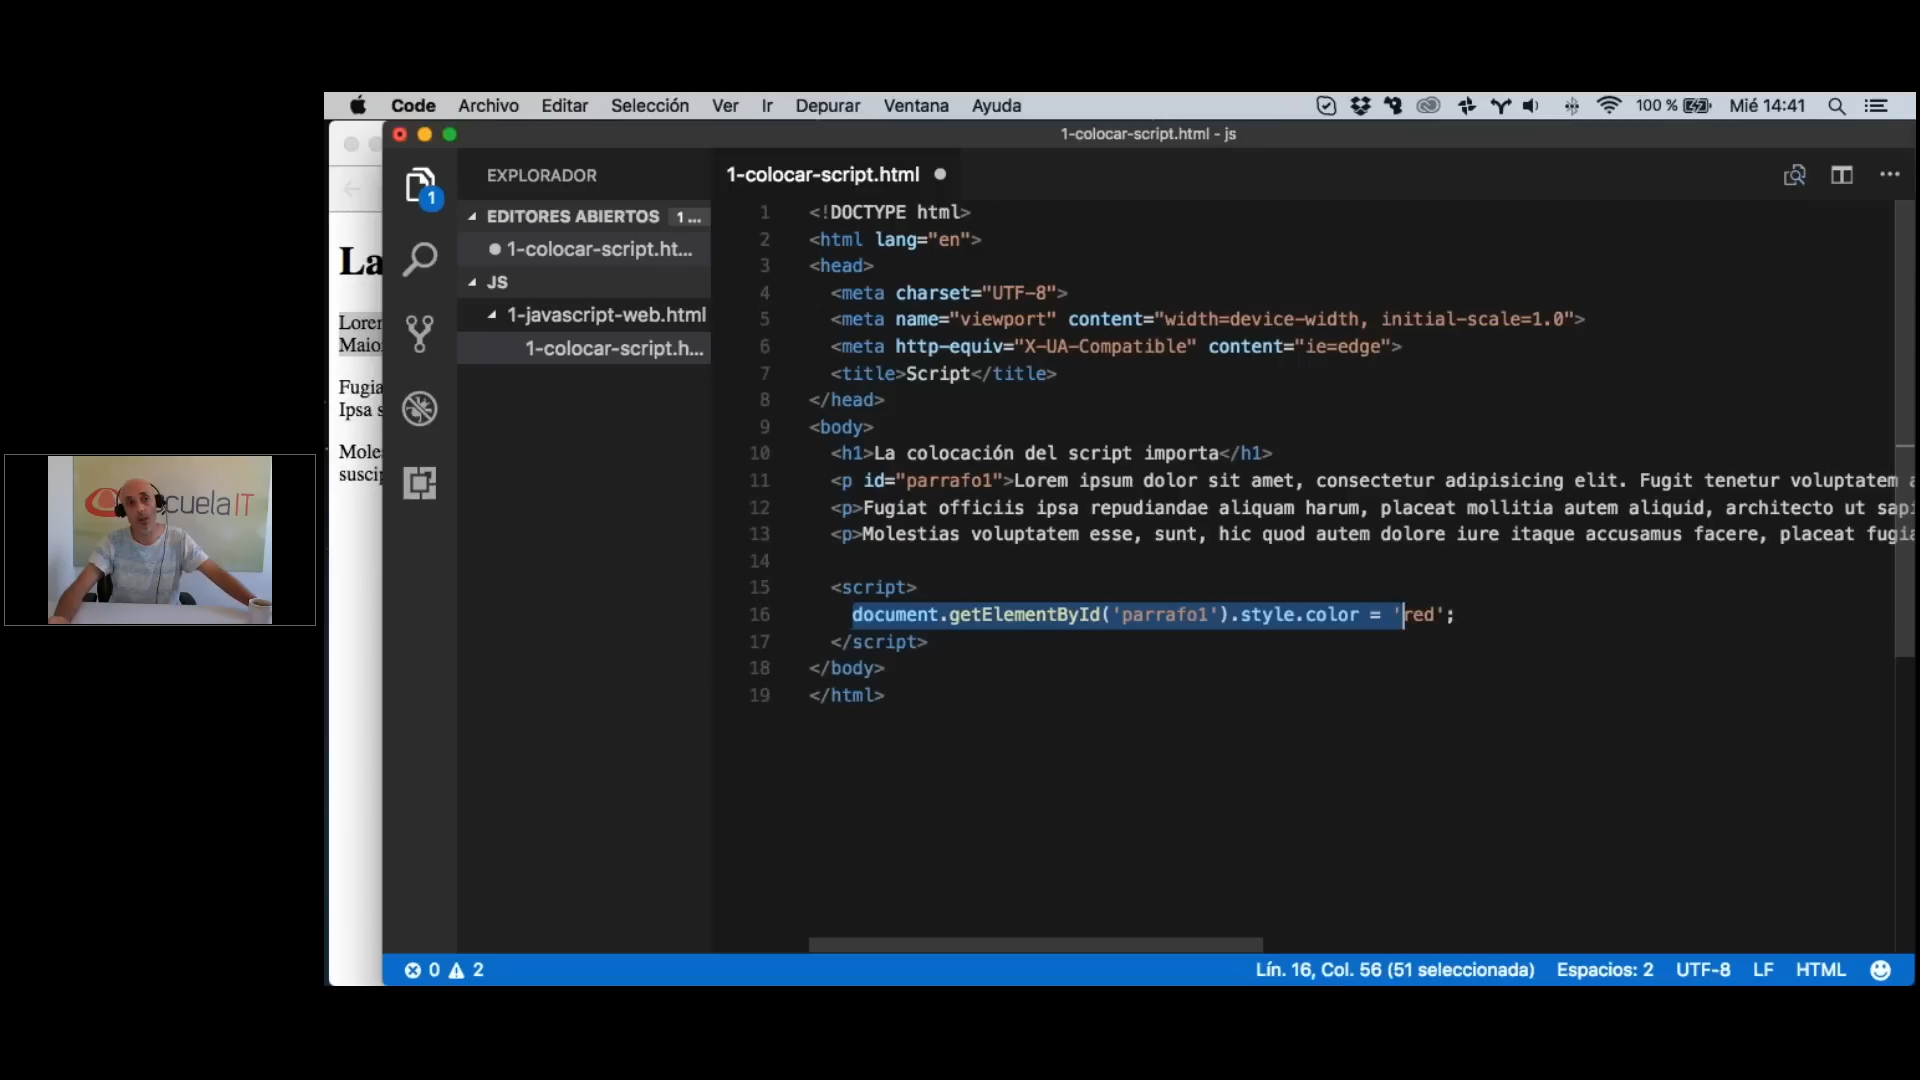 Code Archivo Editar Selección Ver Ir Depurar Ventana Ayuda 100 % Mié 14:41
1-colocar-script.html - js
EXPLORADOR
1
EDITORES ABIERTOS 1 ...
1-colocar-script.ht...
JS
1-javascript-web.html
1-colocar-script.h...
1-colocar-script.html
1 <!DOCTYPE html>
2 <html lang="en">
3 <head>
4 <meta charset="UTF-8">
5 <meta name="viewport" content="width=device-width, initial-scale=1.0">
6 <meta http-equiv="X-UA-Compatible" content="ie=edge">
7 <title>Script</title>
8 </head>
9 <body>
10 <h1>La colocación del script importa</h1>
11 <p id="parrafo1">Lorem ipsum dolor sit amet, consectetur adipisicing elit. Fugit tenetur voluptatem
12 <p>Fugiat officiis ipsa repudiandae aliquam harum, placeat mollitia autem aliquid, architecto ut sapi
13 <p>Molestias voluptatem esse, sunt, hic quod autem dolore iure itaque accusamus facere, placeat fugia
14
15 <script>
16 document.getElementById('parrafo1').style.color = 'red';
17 </script>
18 </body>
19 </html>
La
Lorem
Maior
Fugia
Ipsa s
Moles
suscip
cuelaIT
0 2 Lín. 16, Col. 56 (51 seleccionada) Espacios: 2 UTF-8 LF HTML